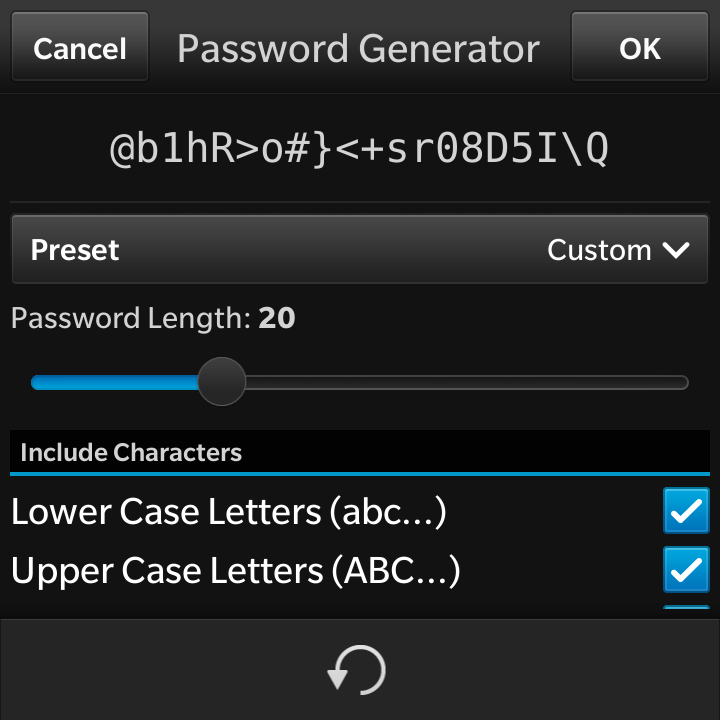 Cancel Password Generator OK
@b1hR>o#}<+sr08D5I\Q
Preset Custom
Password Length: 20
Include Characters
Lower Case Letters (abc...)
Upper Case Letters (ABC...)